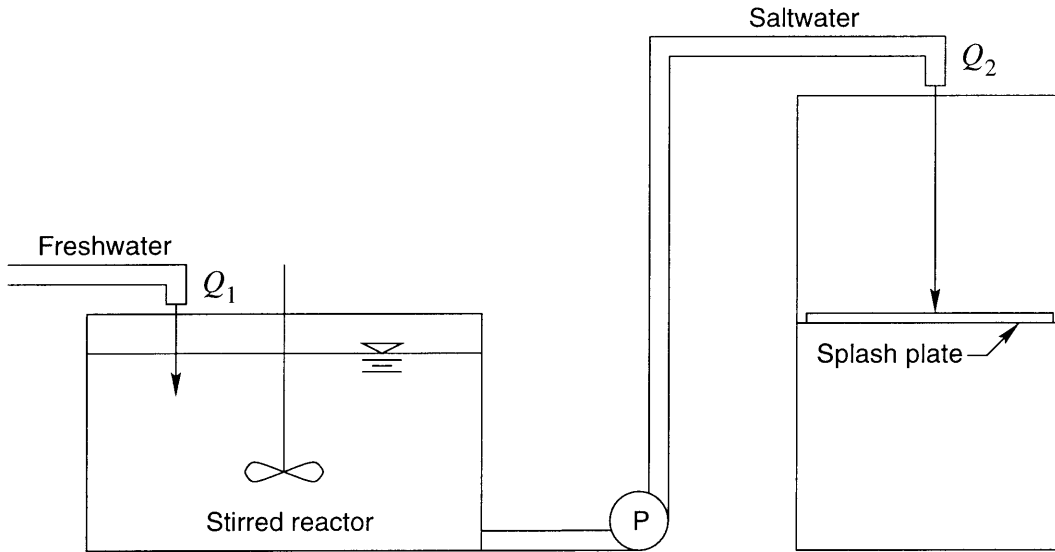 Saltwater
Q2
Freshwater
Q1
Splash plate
Stirred reactor
P